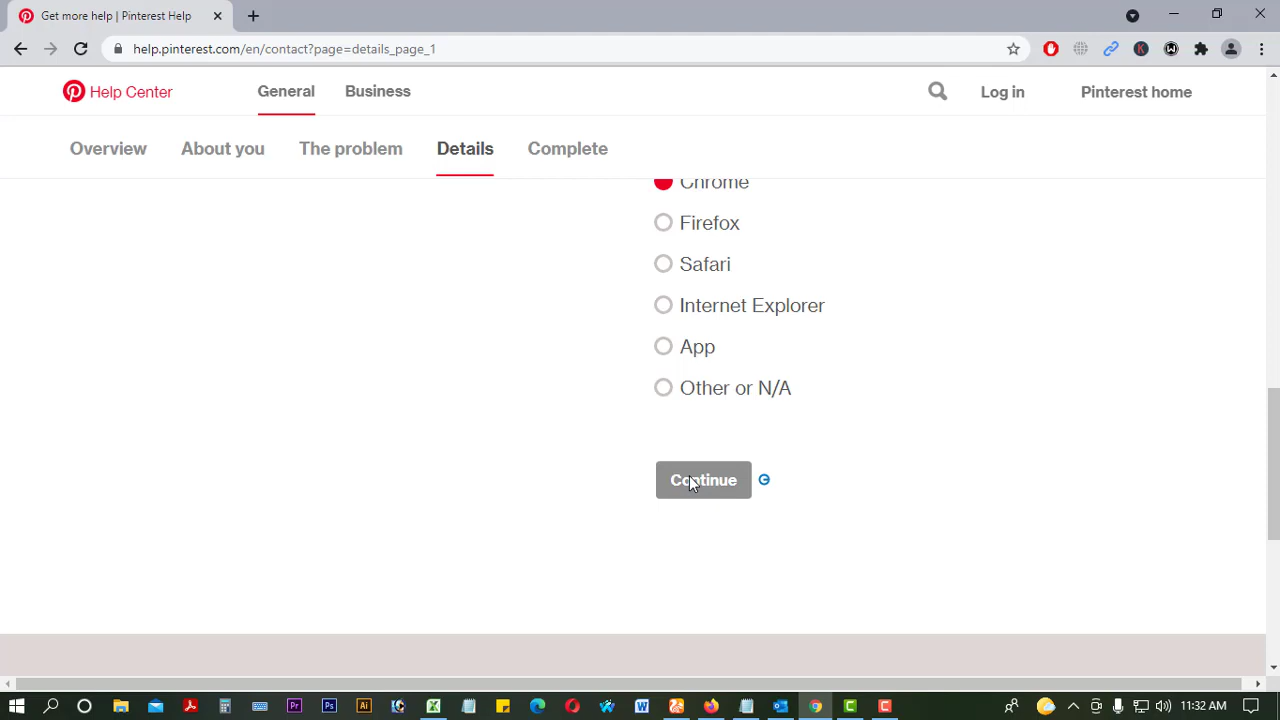 Get more help | Pinterest Help
help.pinterest.com/en/contact?page=details_page_1
Help Center
General
Business
Log in
Pinterest home
Overview
About you
The problem
Details
Complete
Chrome
Firefox
Safari
Internet Explorer
App
Other or N/A
Continue
11:32 AM